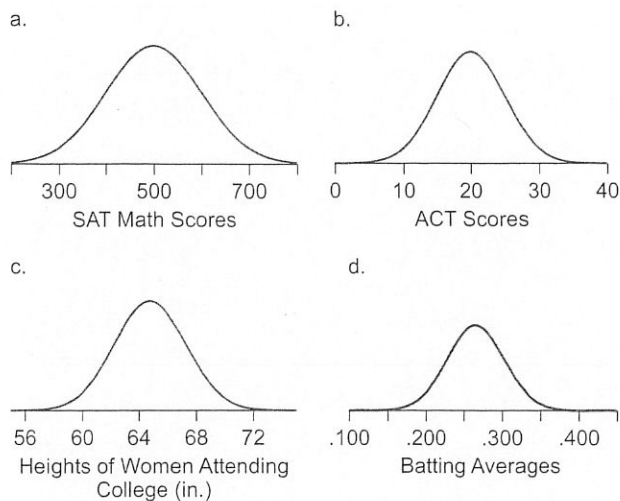 a.
300 500 700
SAT Math Scores
b.
0 10 20 30 40
ACT Scores
c.
56 60 64 68 72
Heights of Women Attending
College (in.)
d.
.100 .200 .300 .400
Batting Averages